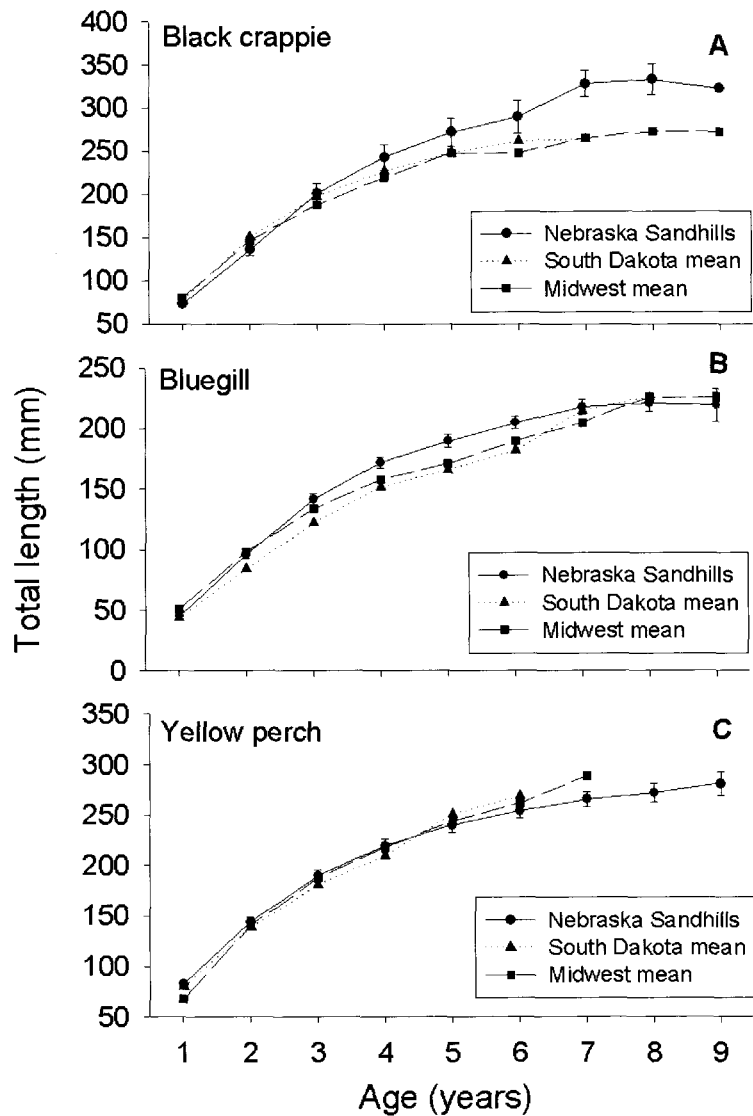 Black crappie
A
400
350
300
250
200
150
100
50
Nebraska Sandhills
South Dakota mean
Midwest mean
Bluegill
B
250
200
150
100
50
0
Nebraska Sandhills
South Dakota mean
Midwest mean
Total length (mm)
Yellow perch
C
350
300
250
200
150
100
50
Nebraska Sandhills
South Dakota mean
Midwest mean
1 2 3 4 5 6 7 8 9
Age (years)